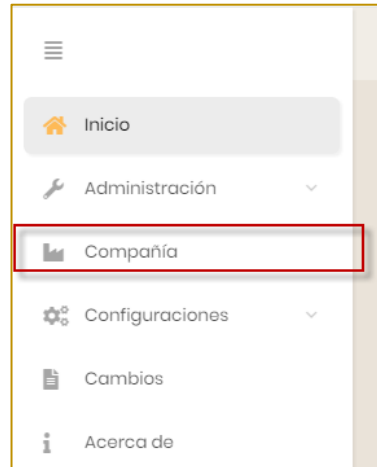 Inicio
Administración
Compañía
Configuraciones
Cambios
Acerca de